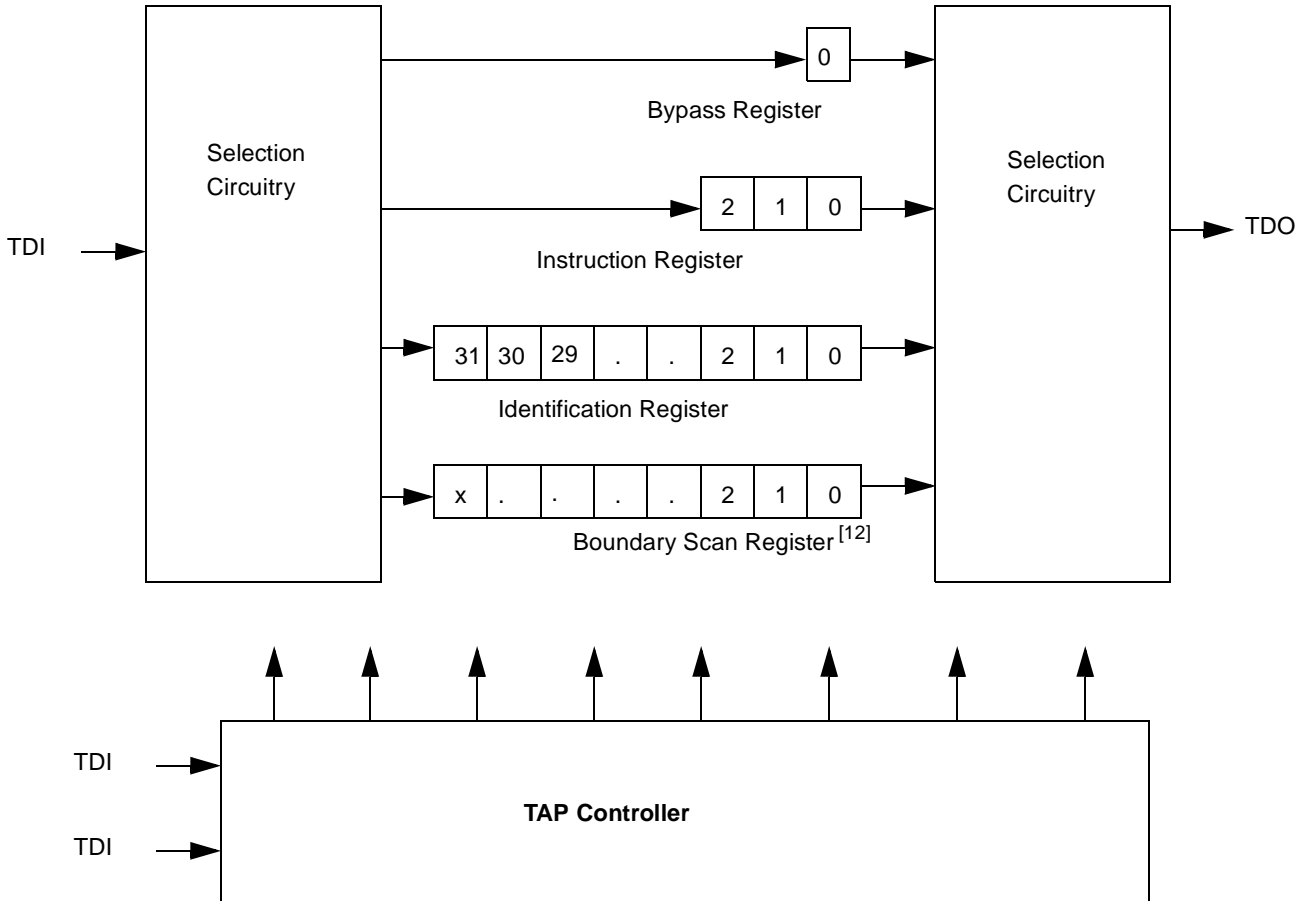 0
Bypass Register
Selection
Circuitry
Selection
Circuitry
2 1 0
TDI
TDO
Instruction Register
31 30 29 . . 2 1 0
Identification Register
x . . . . 2 1 0
Boundary Scan Register [12]
TDI
TAP Controller
TDI